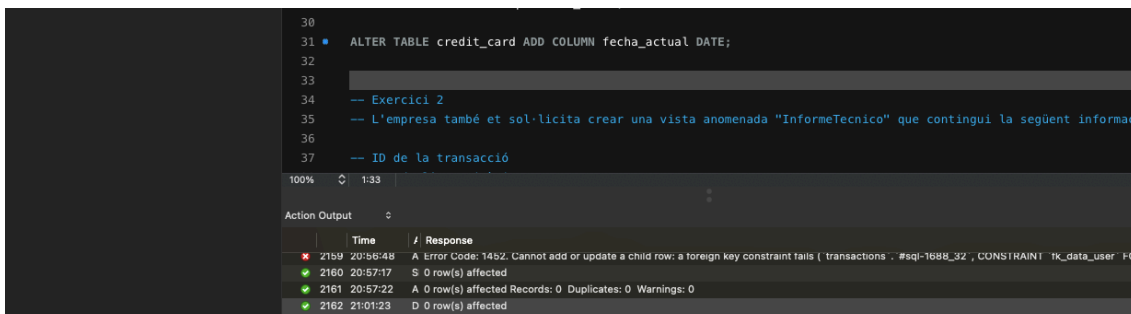 30
31 ALTER TABLE credit_card ADD COLUMN fecha_actual DATE;
32
33
34 -- Exercici 2
35 -- L'empresa també et sol·licita crear una vista anomenada "InformeTecnico" que contingui la següent informac
36
37 -- ID de la transacció
100% 1:33
Action Output
Time A Response
2159 20:56:48 A Error Code: 1452. Cannot add or update a child row: a foreign key constraint fails (`transactions`.`#sql-1688_32`, CONSTRAINT `fk_data_user` FO
2160 20:57:17 S 0 row(s) affected
2161 20:57:22 A 0 row(s) affected Records: 0 Duplicates: 0 Warnings: 0
2162 21:01:23 D 0 row(s) affected